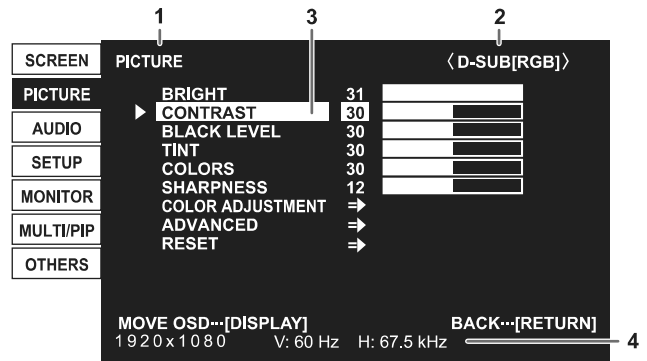 1 3 2
SCREEN
PICTURE
AUDIO
SETUP
MONITOR
MULTI/PIP
OTHERS
PICTURE 〈D-SUB[RGB]〉
BRIGHT 31
CONTRAST 30
BLACK LEVEL 30
TINT 30
COLORS 30
SHARPNESS 12
COLOR ADJUSTMENT
ADVANCED
RESET
MOVE OSD···[DISPLAY] BACK···[RETURN]
1920x1080 V: 60 Hz H: 67.5 kHz 4